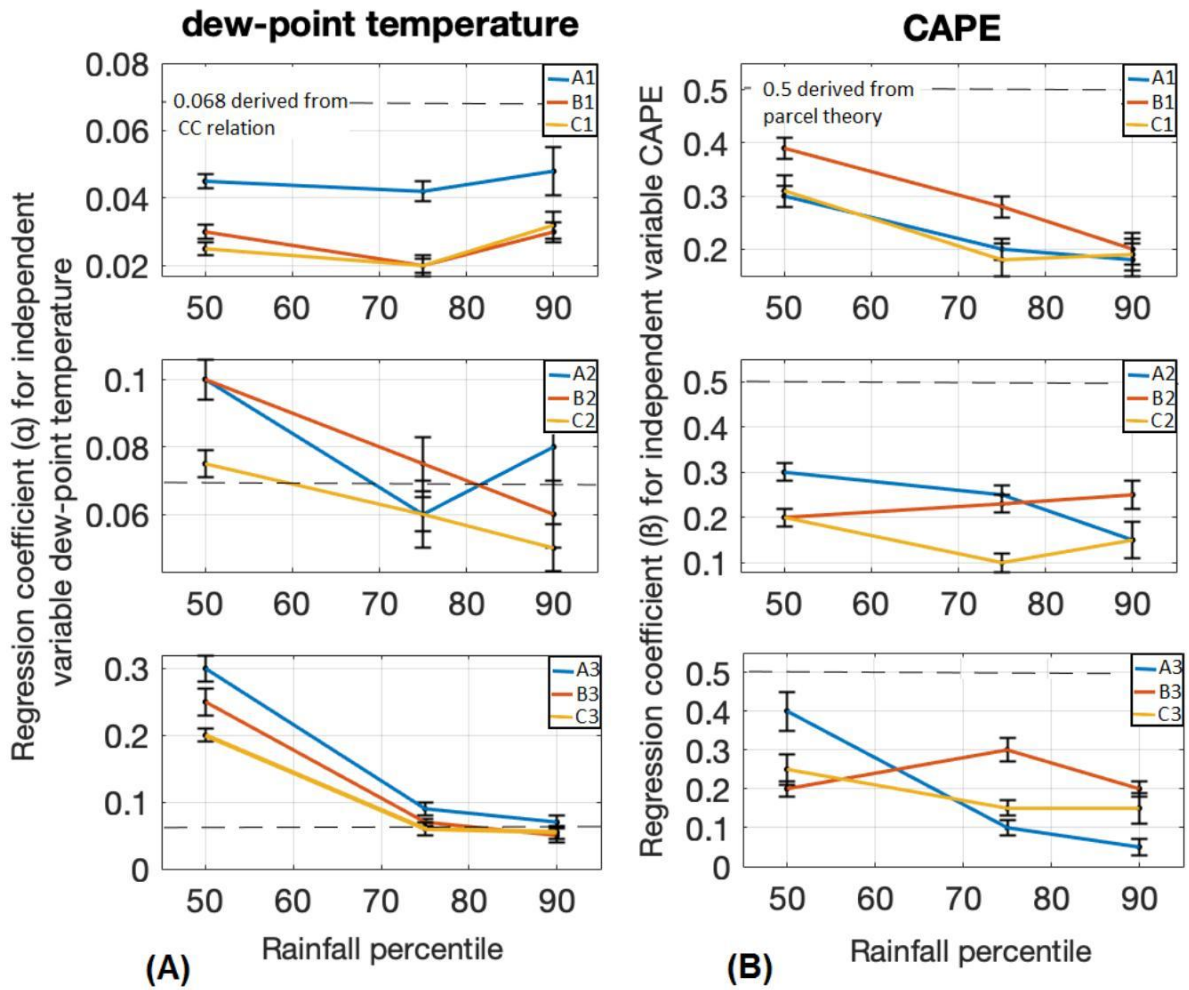 dew-point temperature
CAPE
Regression coefficient (α) for independent
variable dew-point temperature
0.08
0.06
0.04
0.02
0.068 derived from
CC relation
A1
B1
C1
50 60 70 80 90
0.1
0.08
0.06
A2
B2
C2
50 60 70 80 90
0.3
0.2
0.1
0
A3
B3
C3
50 60 70 80 90
Rainfall percentile
(A)
Regression coefficient (ß) for independent variable CAPE
0.5
0.4
0.3
0.2
0.5 derived from
parcel theory
A1
B1
C1
50 60 70 80 90
0.5
0.4
0.3
0.2
0.1
A2
B2
C2
50 60 70 80 90
0.5
0.4
0.3
0.2
0.1
0
A3
B3
C3
50 60 70 80 90
Rainfall percentile
(B)